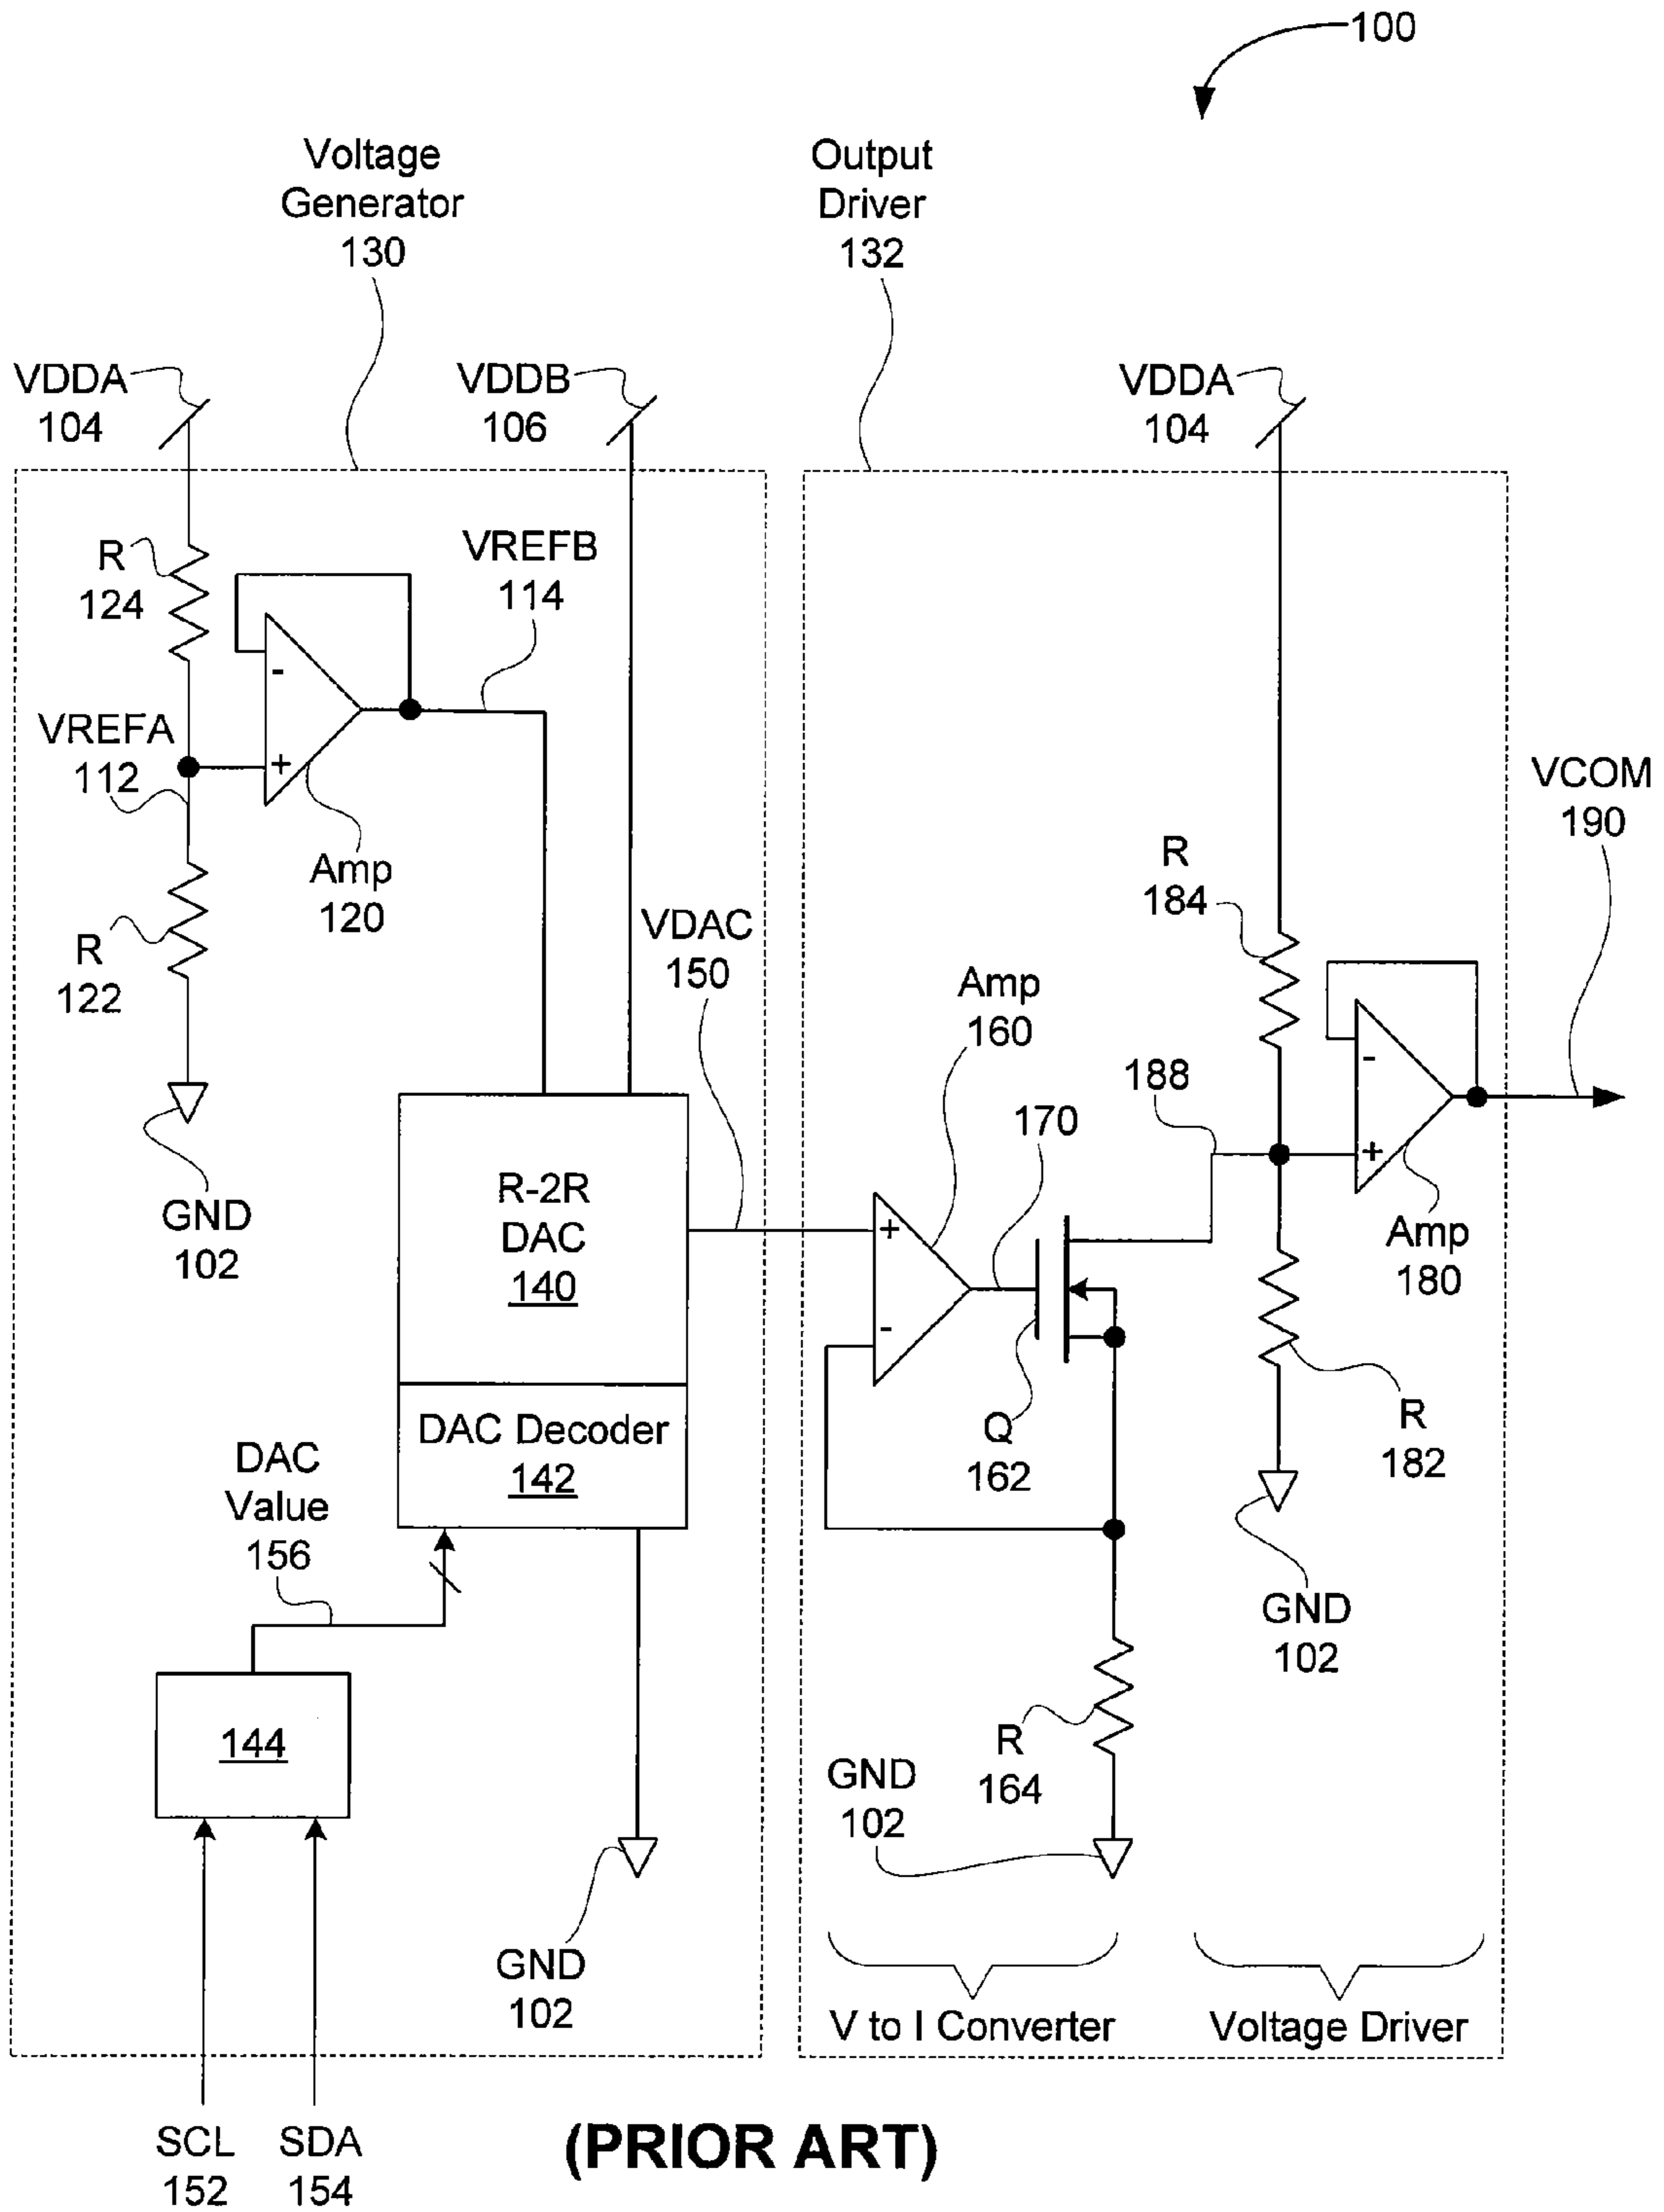 100
Voltage
Generator
130
Output
Driver
132
VDDA
104
VDDB
106
VDDA
104
R
124
VREFB
114
-
+
VREFA
112
Amp
120
R
122
VDAC
150
GND
102
R
184
VCOM
190
Amp
160
188
170
-
+
Amp
180
R-2R
DAC
140
+
-
DAC Decoder
142
Q
162
R
182
DAC
Value
156
GND
102
144
R
164
GND
102
GND
102
V to I Converter
Voltage Driver
SCL
152
SDA
154
(PRIOR ART)